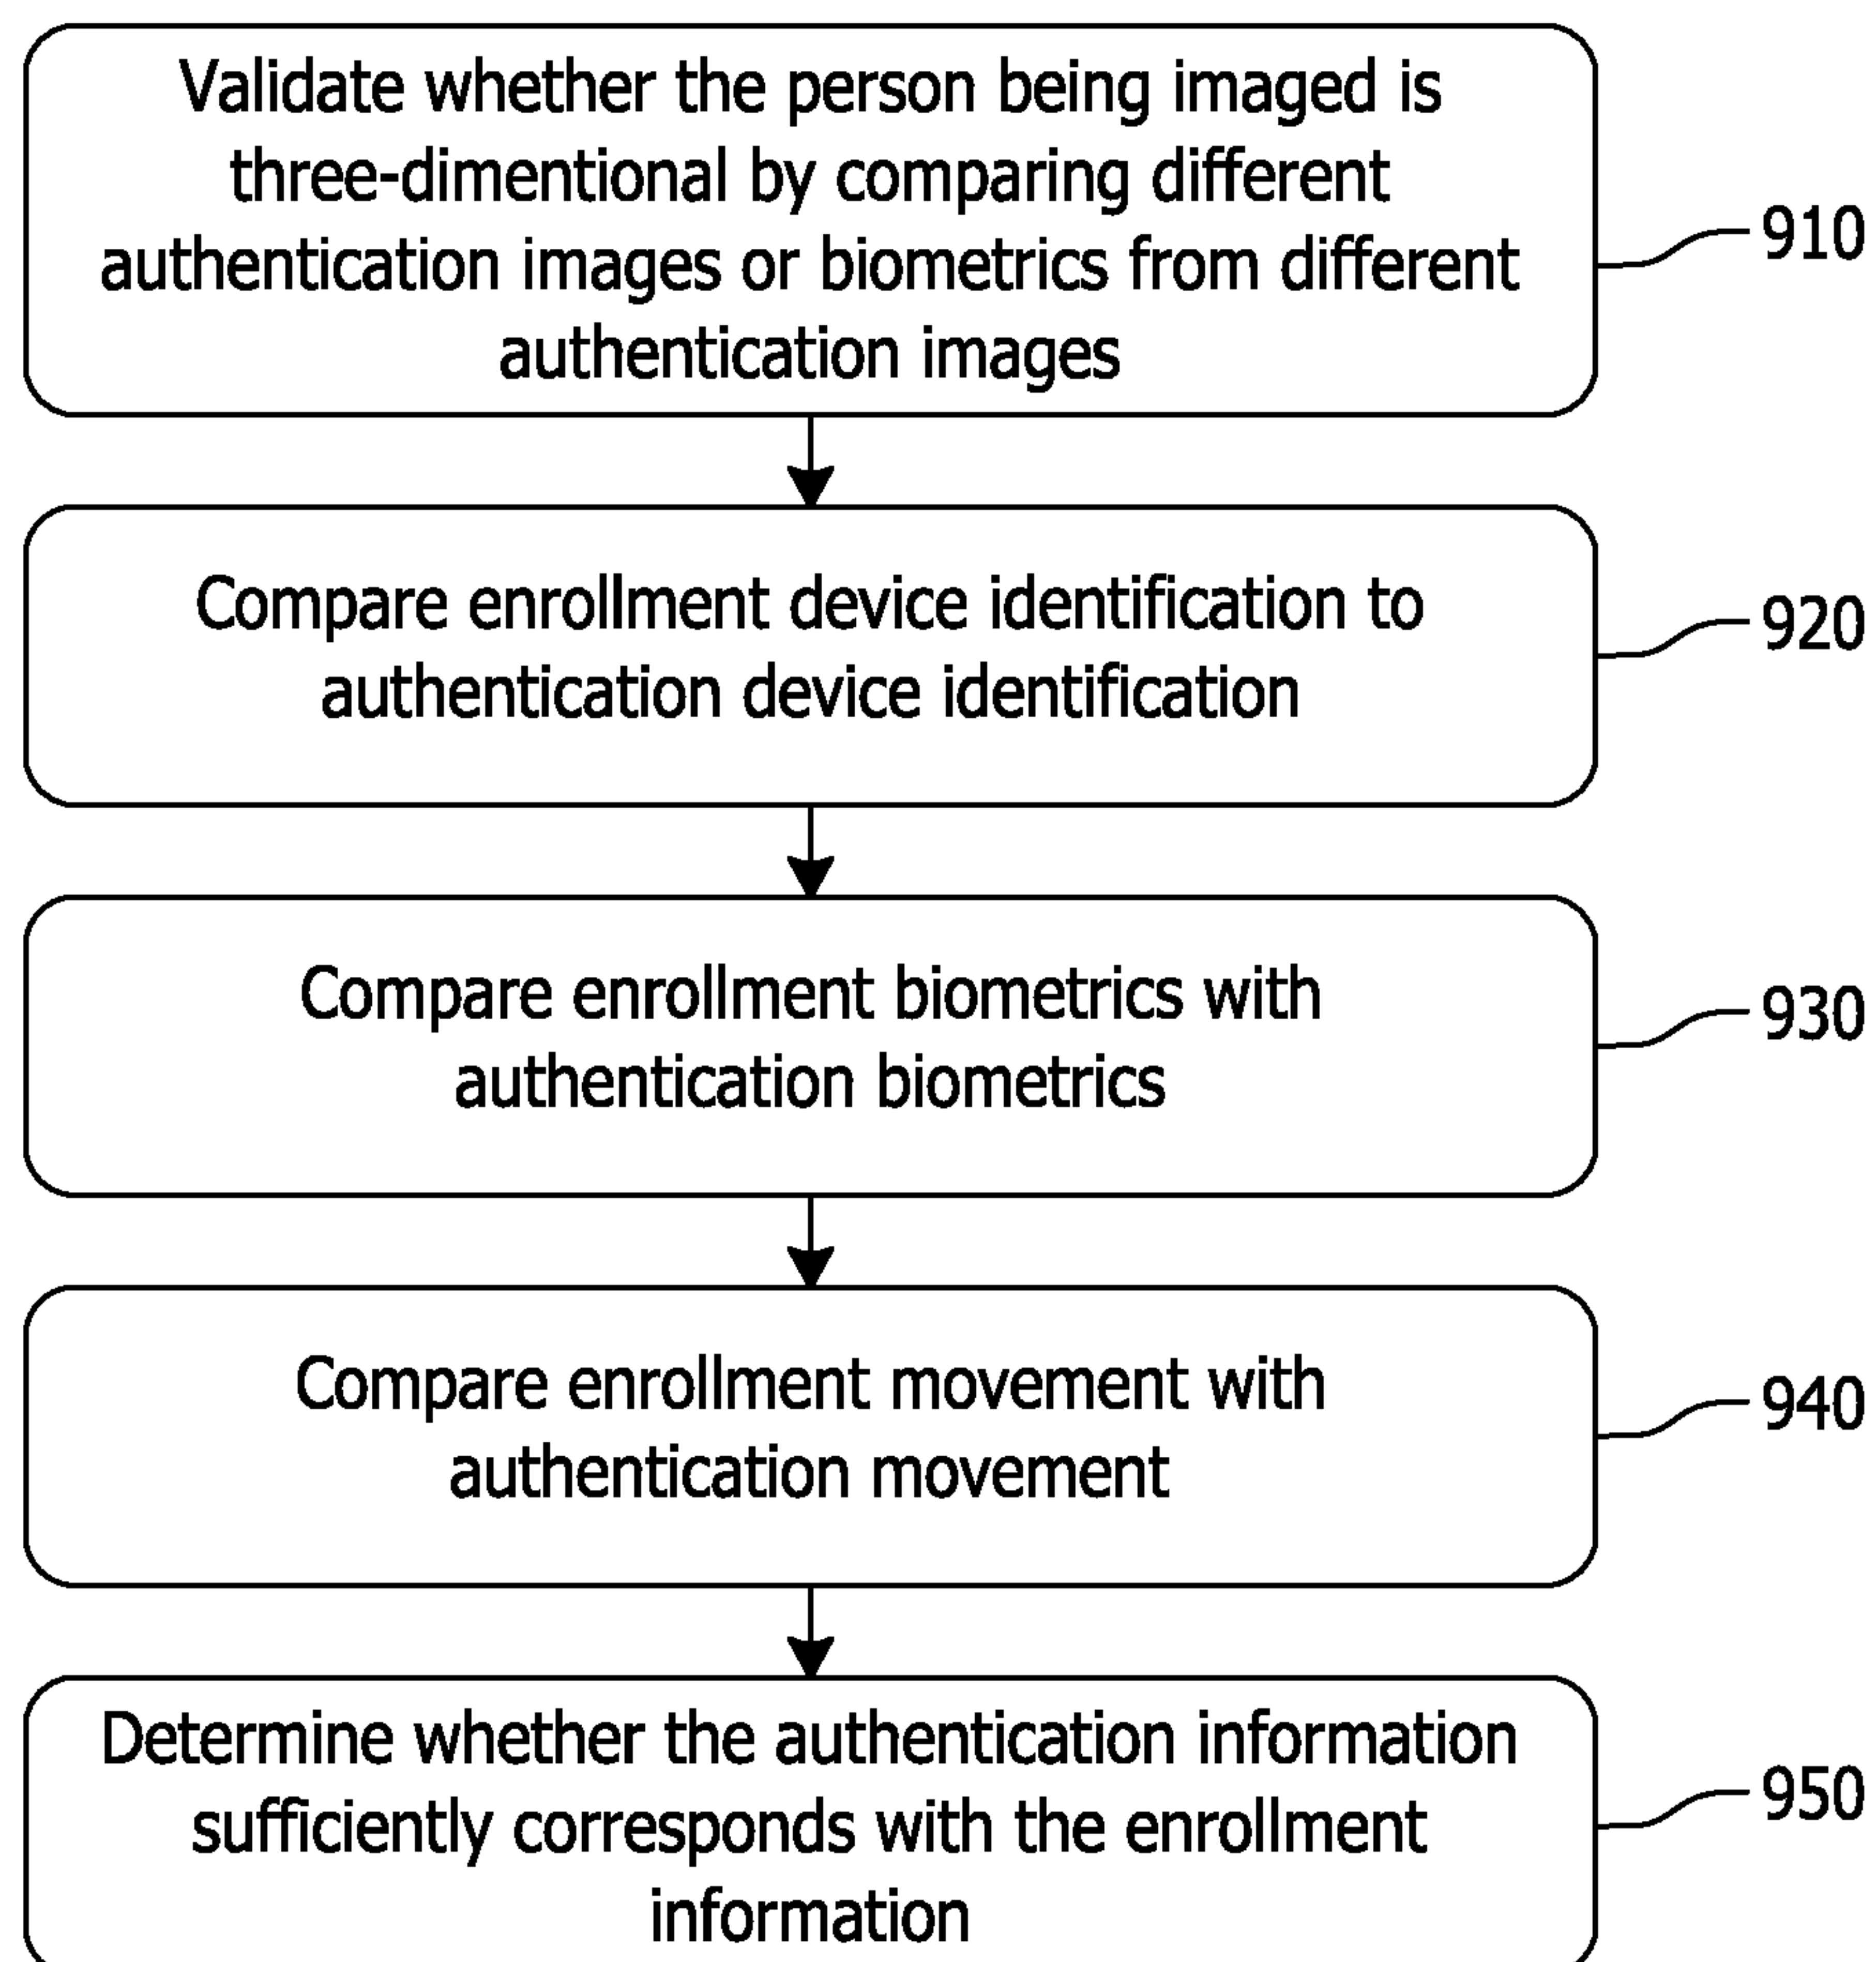 Validate whether the person being imaged is
three-dimentional by comparing different
authentication images or biometrics from different
authentication images
910
Compare enrollment device identification to
authentication device identification
920
Compare enrollment biometrics with
authentication biometrics
930
Compare enrollment movement with
authentication movement
940
Determine whether the authentication information
sufficiently corresponds with the enrollment
information
950